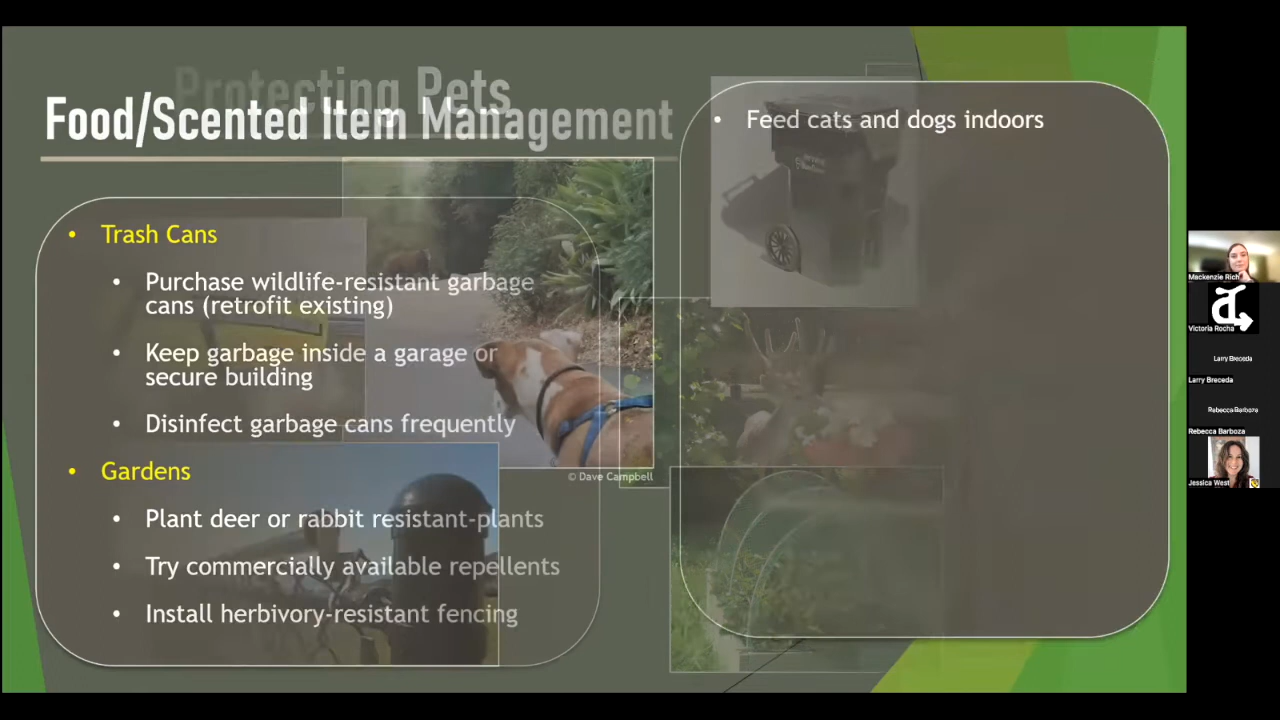 Protecting Pets
Food/Scented Item Management
• Trash Cans
• Purchase wildlife-resistant garbage
cans (retrofit existing)
• Keep garbage inside a garage or
secure building
• Disinfect garbage cans frequently
• Gardens
• Plant deer or rabbit resistant-plants
• Try commercially available repellents
• Install herbivory-resistant fencing
© Dave Campbell
• Feed cats and dogs indoors
Mackenzie Rich
a
Victoria Rocha
Larry Breceda
Larry Breceda
Rebecca Barboza
Rebecca Barboza
Jessica West